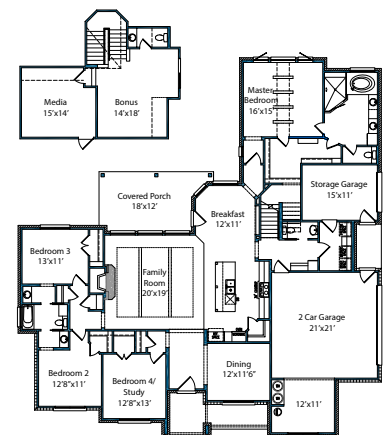 Media
15'x14'
Bonus
14'x18'
Master
Bedroom
16'x15'
Storage Garage
15'x11'
Covered Porch
18'x12'
Breakfast
12'x11'
Bedroom 3
13'x11'
Family
Room
20'x19'
2 Car Garage
21'x21'
Bedroom 2
12'8"x11'
Bedroom 4/
Study
12'8"x13'
Dining
12'x11'6"
12'x11'